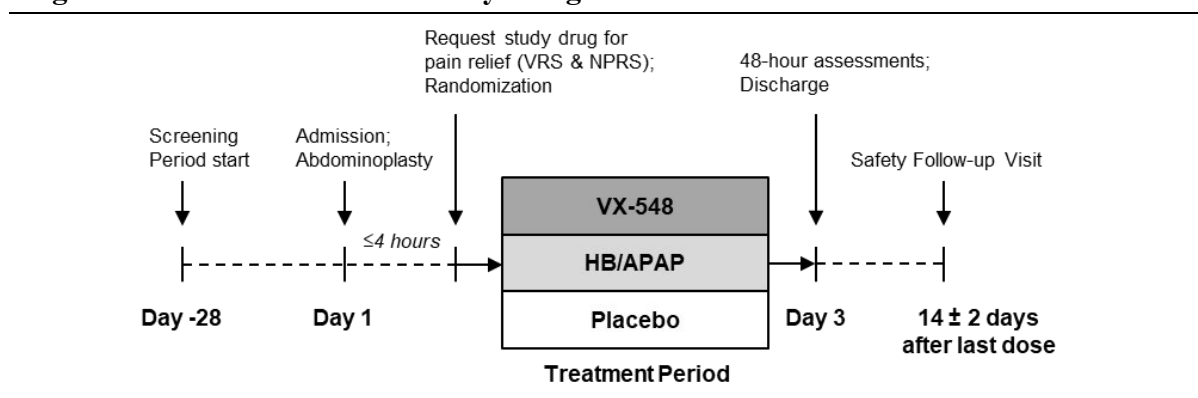 Request study drug for
pain relief (VRS & NPRS);
Randomization
48-hour assessments;
Discharge
Screening
Period start
Admission;
Abdominoplasty
Safety Follow-up Visit
≤4 hours
VX-548
HB/APAP
Placebo
Day -28
Day 1
Day 3
14 ± 2 days
after last dose
Treatment Period